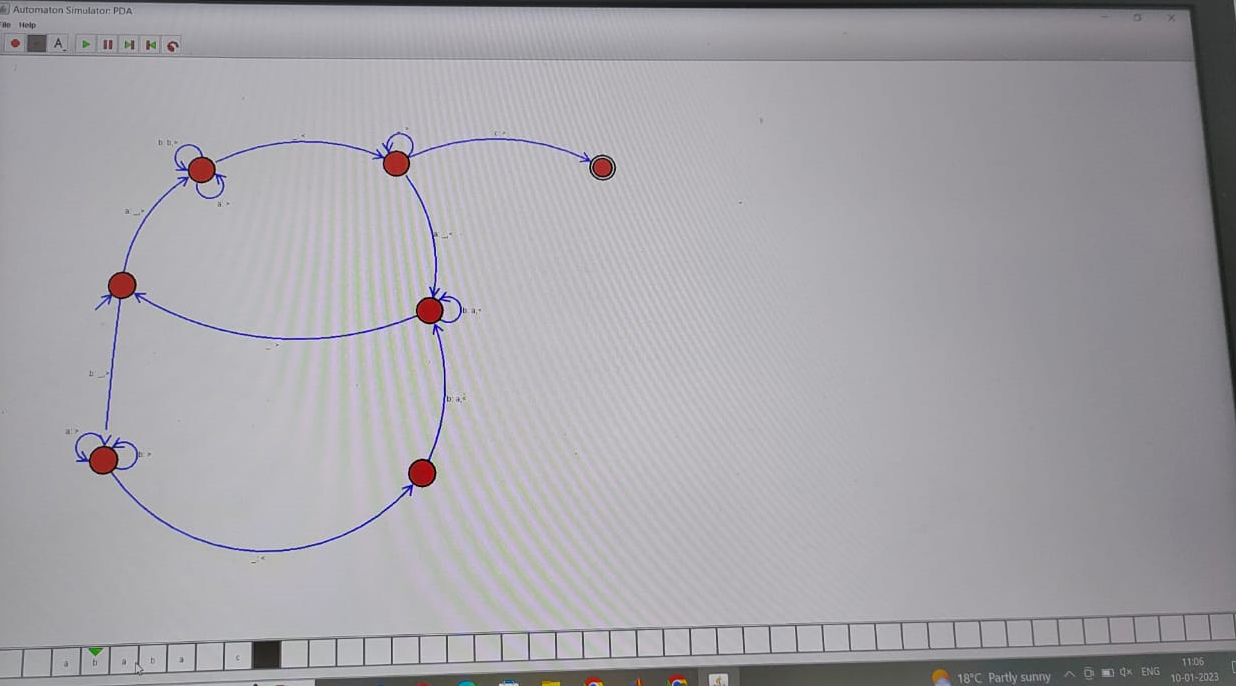 Automaton Simulator: PDA
File Help
A
b: b,>
_: <
a: >
a: _,>
a: _,>
b: a,<
_: >
b: _,>
b: a,<
a: >
b: >
_: <
a b a b a c
18°C Partly sunny
ENG
11:06
10-01-2023